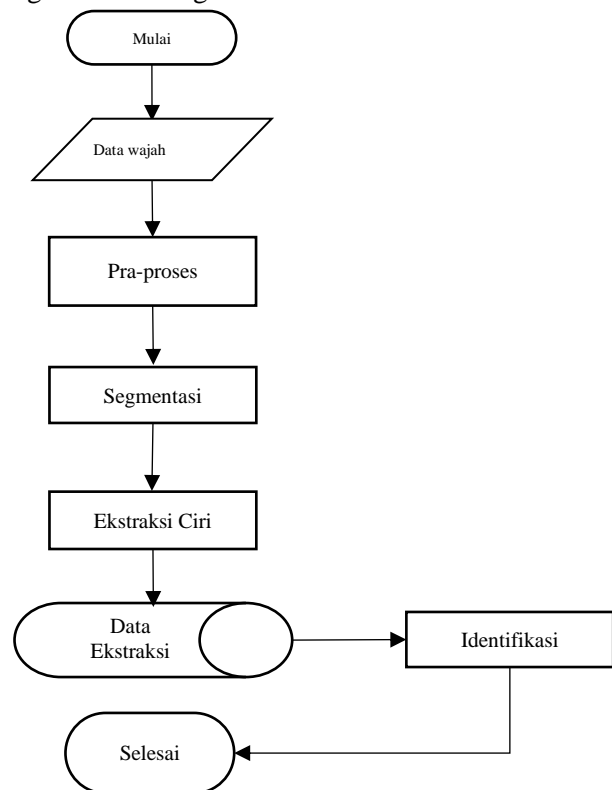 Mulai
Data wajah
Pra-proses
Segmentasi
Ekstraksi Ciri
Data
Ekstraksi
Identifikasi
Selesai